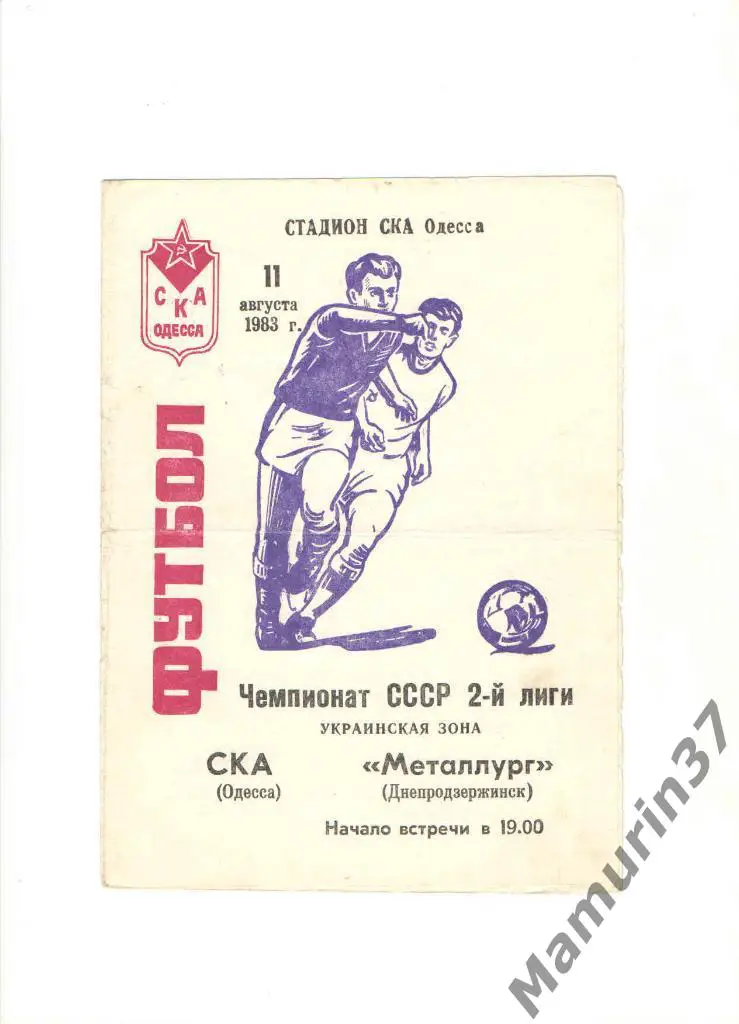 СТАДИОН СКА Одесса
11
августа
1983 г.
СКА
ОДЕССА
ФУТБОЛ
Чемпионат СССР 2-й лиги
УКРАИНСКАЯ ЗОНА
СКА «Металлург»
(Одесса) (Днепродзержинск)
Начало встречи в 19.00
Mamurin37